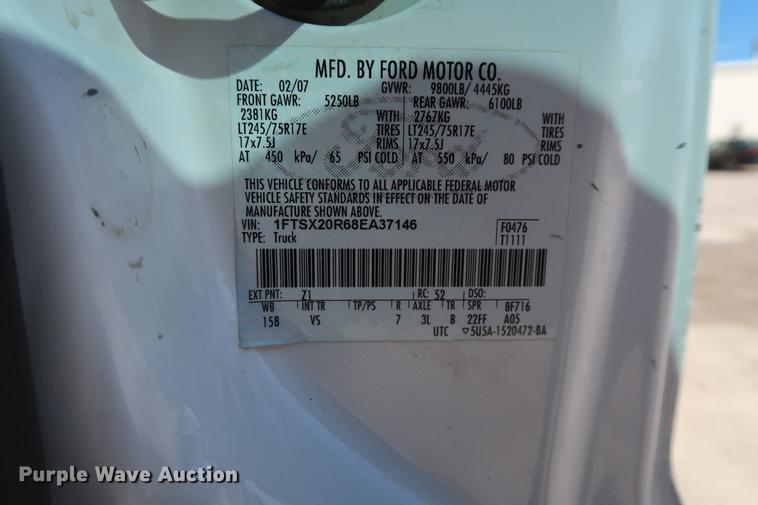 MFD. BY FORD MOTOR CO.
DATE: 02/07 GVWR: 9800LB/ 4445KG
FRONT GAWR: 5250LB REAR GAWR: 6100LB
2381KG WITH 2767KG WITH
LT245/75R17E TIRES LT245/75R17E TIRES
17x7.5J RIMS 17x7.5J RIMS
AT 450 kPa/ 65 PSI COLD AT 550 kPa/ 80 PSI COLD
THIS VEHICLE CONFORMS TO ALL APPLICABLE FEDERAL MOTOR
VEHICLE SAFETY STANDARDS IN EFFECT ON THE DATE OF
MANUFACTURE SHOWN ABOVE.
VIN: 1FTSX20R68EA37146 F0476
TYPE: Truck T1111
EXT PNT: Z1 RC: 52 DSO:
WB INT TR TP/PS R AXLE TR SPR 8F716
158 VS 7 3L B 22FF A05
UTC ▽5U5A-1520472-BA
Purple Wave Auction